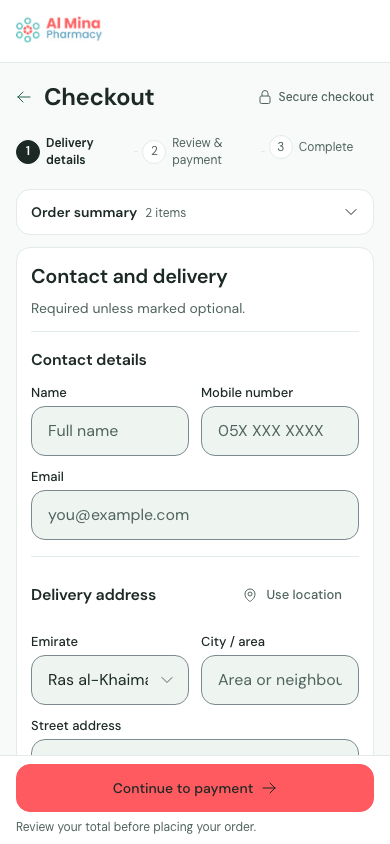 Al Mina
Pharmacy
Checkout
Secure checkout
1
Delivery
details
2
Review &
payment
3
Complete
Order summary 2 items
Contact and delivery
Required unless marked optional.
Contact details
Name
Mobile number
Full name
05X XXX XXXX
Email
you@example.com
Delivery address
Use location
Emirate
City / area
Ras al-Khaima
Area or neighbou
Street address
Continue to payment
Review your total before placing your order.